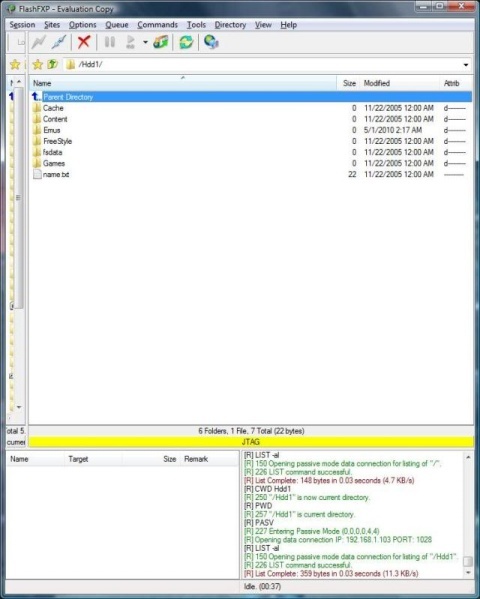 FlashFXP - Evaluation Copy
Session Sites Options Queue Commands Tools Directory View Help
/Hdd1/
Name Size Modified Attrib
Parent Directory
Cache 0 11/22/2005 12:00 AM d-------
Content 0 11/22/2005 12:00 AM d-------
Emus 0 5/1/2010 2:17 AM d-------
FreeStyle 0 11/22/2005 12:00 AM d-------
fsdata 0 11/22/2005 12:00 AM d-------
Games 0 11/22/2005 12:00 AM d-------
name.txt 22 11/22/2005 12:00 AM --------
6 Folders, 1 File, 7 Total (22 bytes)
otal 5.
curre
JTAG
Name Target Size Remark
[R] LIST -al
[R] 150 Opening passive mode data connection for listing of "/".
[R] 226 LIST command successful.
[R] List Complete: 148 bytes in 0.03 seconds (4.7 KB/s)
[R] CWD Hdd1
[R] 250 "/Hdd1" is now current directory.
[R] PWD
[R] 257 "/Hdd1" is current directory.
[R] PASV
[R] 227 Entering Passive Mode (0,0,0,0,4,4)
[R] Opening data connection IP: 192.168.1.103 PORT: 1028
[R] LIST -al
[R] 150 Opening passive mode data connection for listing of "/Hdd1".
[R] 226 LIST command successful.
[R] List Complete: 359 bytes in 0.03 seconds (11.3 KB/s)
Idle. (00:37)